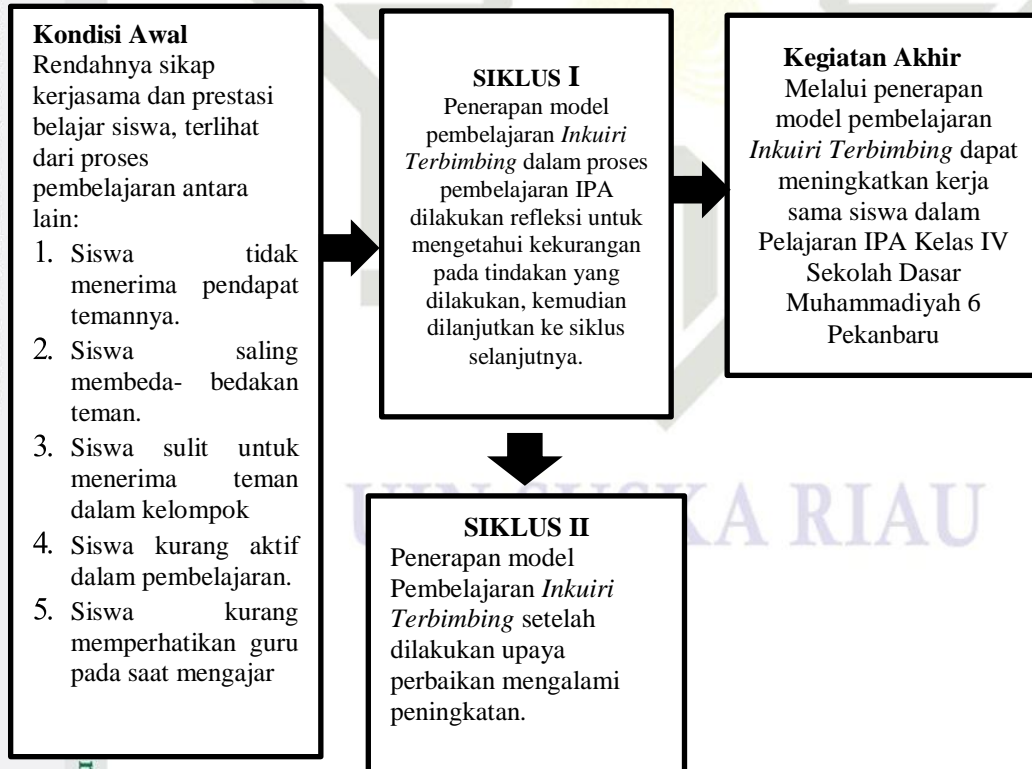 Kondisi Awal
Rendahnya sikap
kerjasama dan prestasi
belajar siswa, terlihat
dari proses
pembelajaran antara
lain:
1. Siswa tidak
menerima pendapat
temannya.
2. Siswa saling
membeda- bedakan
teman.
3. Siswa sulit untuk
menerima teman
dalam kelompok
4. Siswa kurang aktif
dalam pembelajaran.
5. Siswa kurang
memperhatikan guru
pada saat mengajar
SIKLUS I
Penerapan model
pembelajaran Inkuiri
Terbimbing dalam proses
pembelajaran IPA
dilakukan refleksi untuk
mengetahui kekurangan
pada tindakan yang
dilakukan, kemudian
dilanjutkan ke siklus
selanjutnya.
Kegiatan Akhir
Melalui penerapan
model pembelajaran
Inkuiri Terbimbing dapat
meningkatkan kerja
sama siswa dalam
Pelajaran IPA Kelas IV
Sekolah Dasar
Muhammadiyah 6
Pekanbaru
SIKLUS II
Penerapan model
Pembelajaran Inkuiri
Terbimbing setelah
dilakukan upaya
perbaikan mengalami
peningkatan.
RIAU